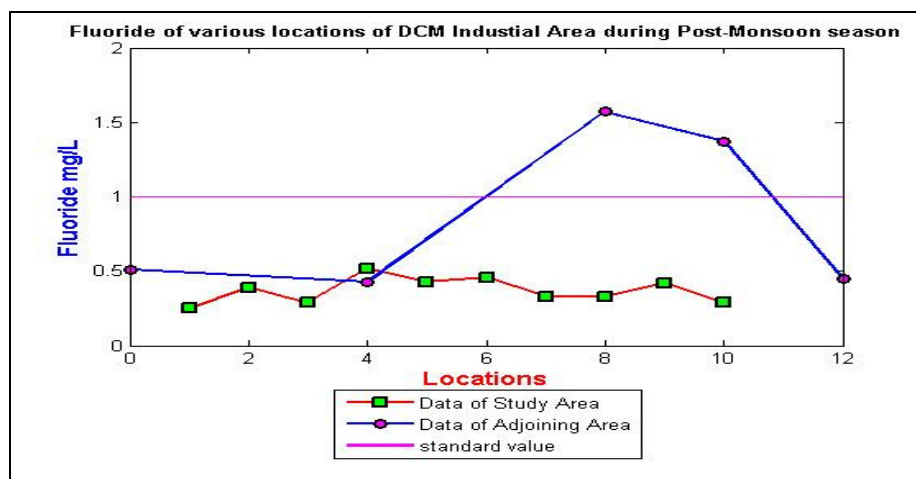 Fluoride of various locations of DCM Industial Area during Post-Monsoon season
2
1.5
1
0.5
0
Fluoride mg/L
0 2 4 6 8 10 12
Locations
Data of Study Area
Data of Adjoining Area
standard value